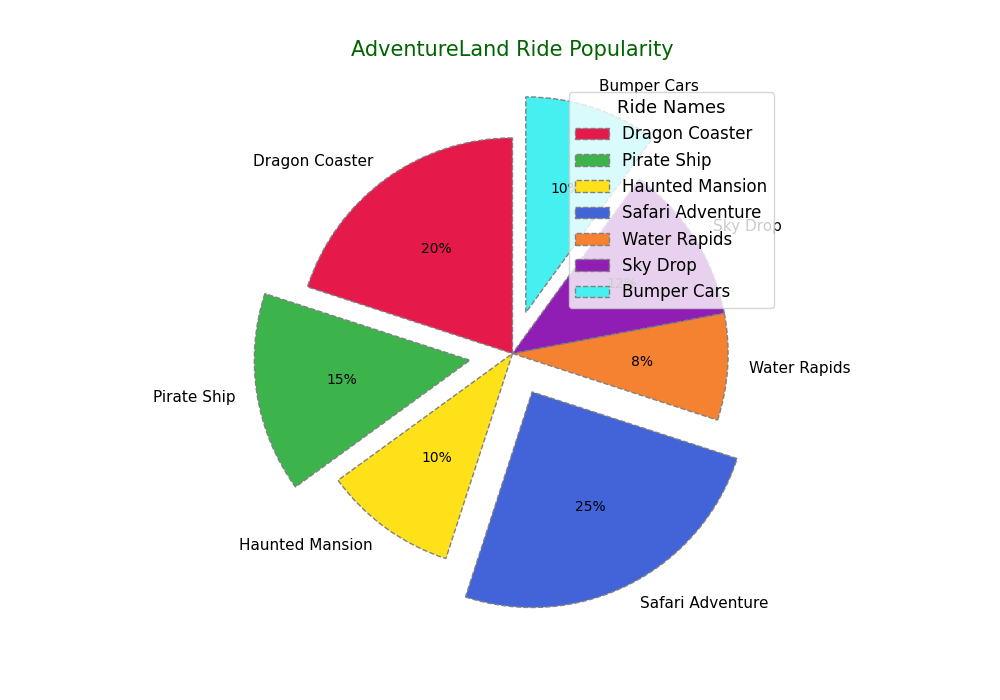 AdventureLand Ride Popularity
Bumper Cars
Ride Names
Dragon Coaster
Pirate Ship
Haunted Mansion
Safari Adventure
Water Rapids
Sky Drop
Bumper Cars
Dragon Coaster
10%
20%
Sky Drop
15%
8%
Pirate Ship
Water Rapids
10%
25%
Haunted Mansion
Safari Adventure